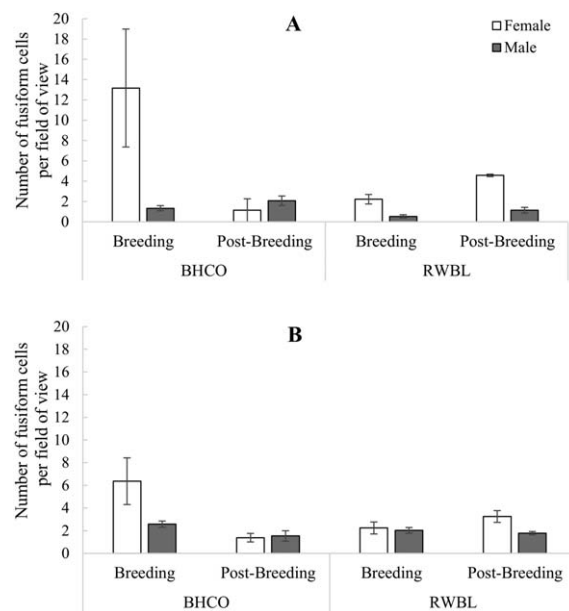 A
Female
Male
Number of fusiform cells
per field of view
20
18
16
14
12
10
8
6
4
2
0
Breeding Post-Breeding Breeding Post-Breeding
BHCO RWBL
B
Number of fusiform cells
per field of view
20
18
16
14
12
10
8
6
4
2
0
Breeding Post-Breeding Breeding Post-Breeding
BHCO RWBL